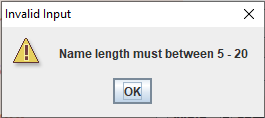 Invalid Input
Name length must between 5 - 20
OK